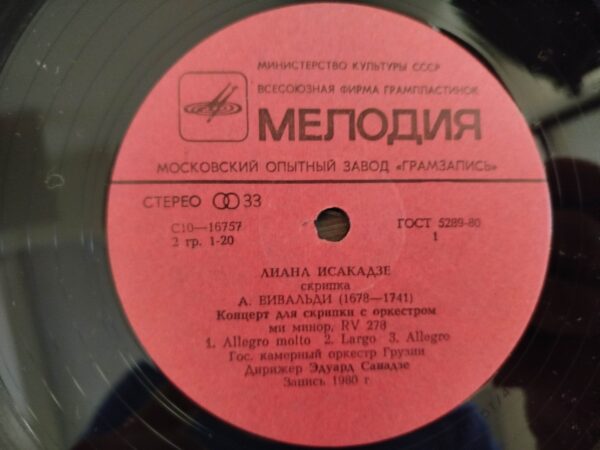 МИНИСТЕРСТВО КУЛЬТУРЫ СССР
ВСЕСОЮЗНАЯ ФИРМА ГРАМПЛАСТИНОК
МЕЛОДИЯ
МОСКОВСКИЙ ОПЫТНЫЙ ЗАВОД «ГРАМЗАПИСЬ»
СТЕРЕО 33
С10—16757 ГОСТ 5289-80
2 гр. 1-20 1
ЛИАНА ИСАКАДЗЕ
скрипка
А. ВИВАЛЬДИ (1678—1741)
Концерт для скрипки с оркестром
ми минор, RV 278
1. Allegro molto 2. Largo 3. Allegro
Гос. камерный оркестр Грузии
Дирижер Эдуард Санадзе
Запись 1980 г.